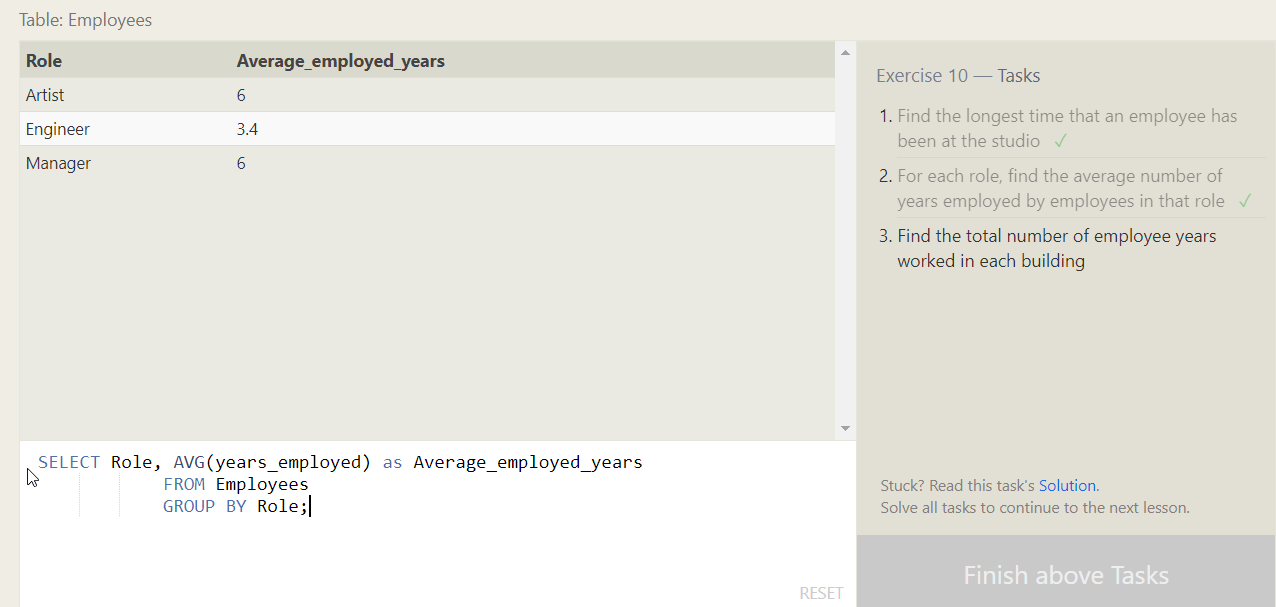 Table: Employees
Role Average_employed_years
Artist 6
Engineer 3.4
Manager 6
SELECT Role, AVG(years_employed) as Average_employed_years
FROM Employees
GROUP BY Role;
RESET
Exercise 10 — Tasks
1. Find the longest time that an employee has
been at the studio ✓
2. For each role, find the average number of
years employed by employees in that role ✓
3. Find the total number of employee years
worked in each building
Stuck? Read this task's Solution.
Solve all tasks to continue to the next lesson.
Finish above Tasks